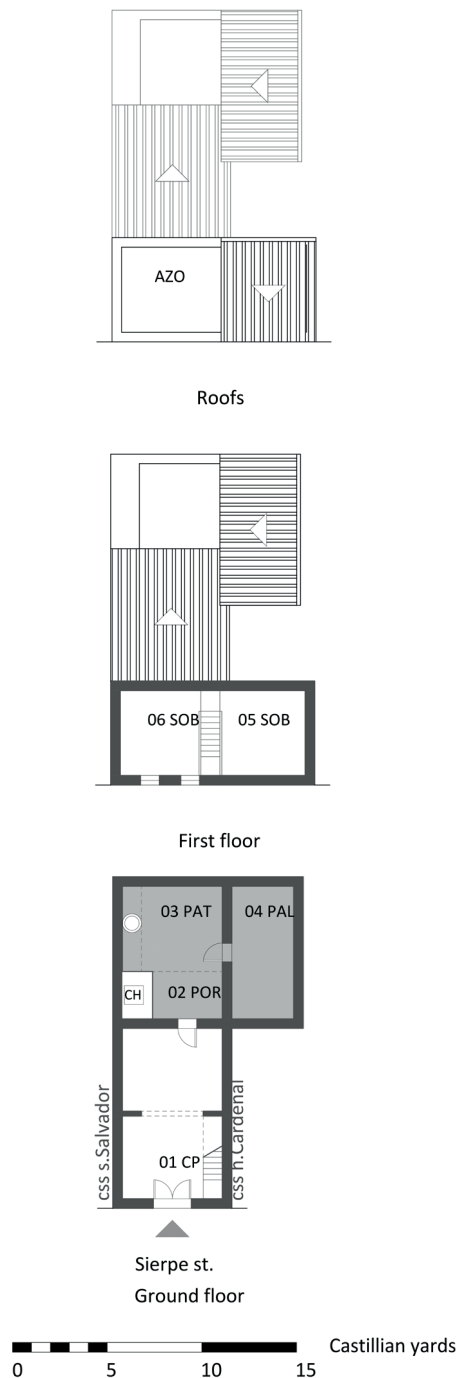 AZO
Roofs
06 SOB 05 SOB
First floor
03 PAT 04 PAL
CH 02 POR
css s.Salvador
css h.Cardenal
01 CP
Sierpe st.
Ground floor
Castillian yards
0 5 10 15